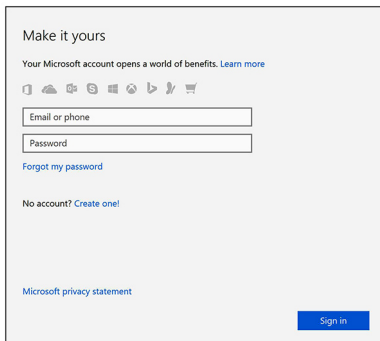 Make it yours
Your Microsoft account opens a world of benefits. Learn more
Email or phone
Password
Forgot my password
No account? Create one!
Microsoft privacy statement
Sign in